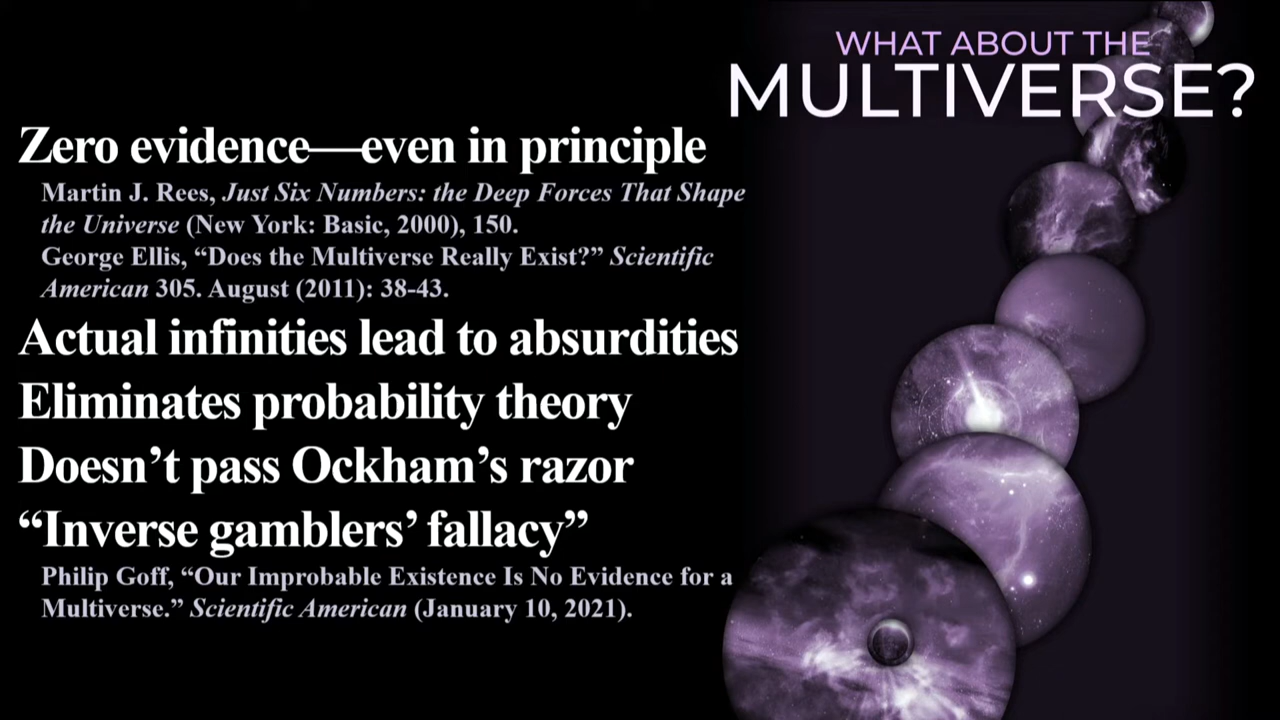 WHAT ABOUT THE
MULTIVERSE?
Zero evidence—even in principle
Martin J. Rees, Just Six Numbers: the Deep Forces That Shape
the Universe (New York: Basic, 2000), 150.
George Ellis, “Does the Multiverse Really Exist?” Scientific
American 305. August (2011): 38-43.
Actual infinities lead to absurdities
Eliminates probability theory
Doesn’t pass Ockham’s razor
“Inverse gamblers’ fallacy”
Philip Goff, “Our Improbable Existence Is No Evidence for a
Multiverse.” Scientific American (January 10, 2021).